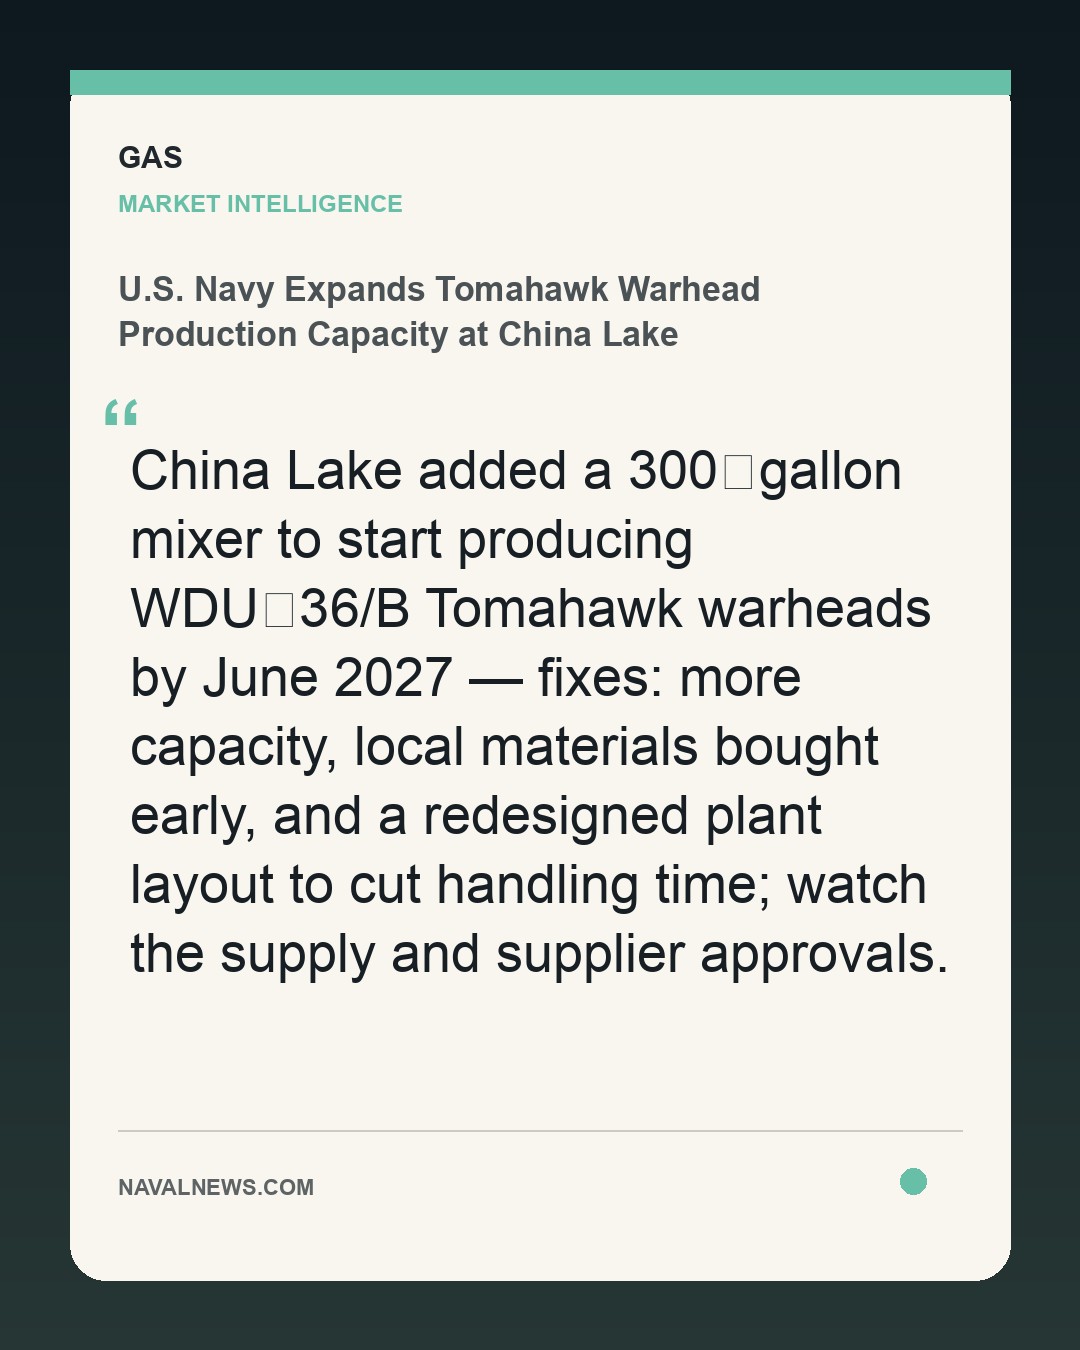 GAS
MARKET INTELLIGENCE
U.S. Navy Expands Tomahawk Warhead
Production Capacity at China Lake
“
China Lake added a 300□gallon
mixer to start producing
WDU□36/B Tomahawk warheads
by June 2027 — fixes: more
capacity, local materials bought
early, and a redesigned plant
layout to cut handling time; watch
the supply and supplier approvals.
NAVALNEWS.COM